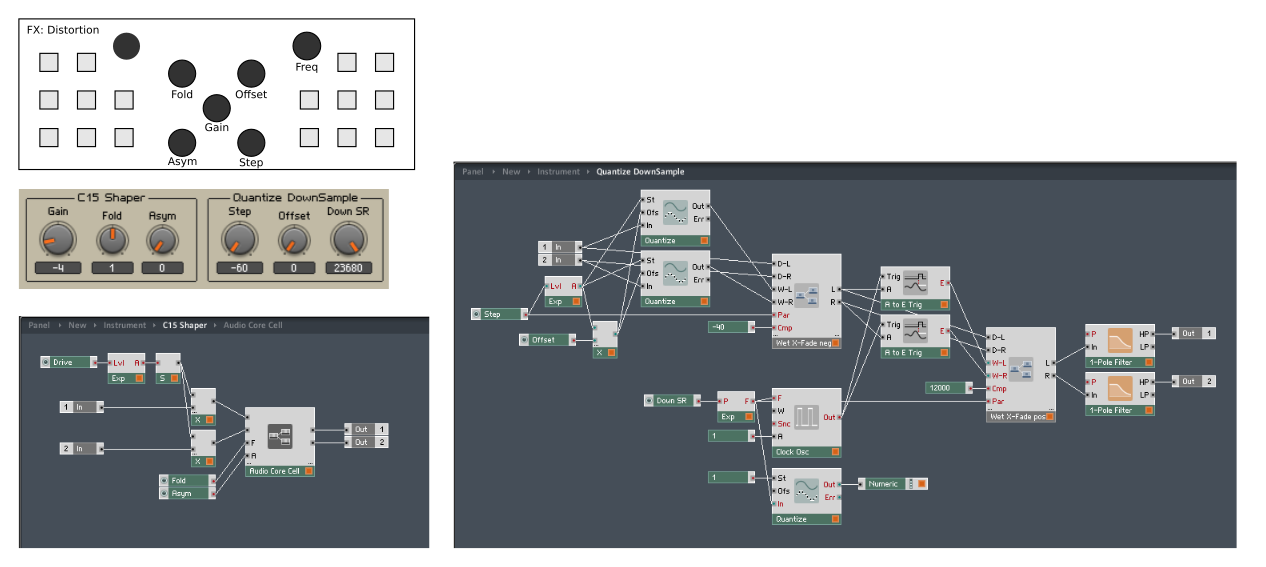 FX: Distortion
Freq
Fold Offset
Gain
Asym Step
C15 Shaper Quantize DownSample
Gain Fold Asym Step Offset Down SR
-4 1 0 -60 0 23680
Panel New Instrument C15 Shaper Audio Core Cell
Drive Lvl A S
Exp
1 In
X
2 In
X
F
A
Out 1
Out 2
Audio Core Cell
Fold
Asym
Panel New Instrument Quantize DownSample
St Out
Ofs Err
In
Quantize
1 In
2 In
St Out
Ofs Err
In
Quantize
Lvl A
Exp
Step
Offset
X
-40
D-L
D-R
W-L L
W-R R
Par
Cmp
Wet X-Fade neg
Trig E
A
A to E Trig
Trig E
A
A to E Trig
Down SR
P F
Exp
F
W Out
Snc
A
Clock Osc
1
1
St Out
Ofs Err
In
Quantize
Numeric
12000
D-L
D-R
W-L L
W-R R
Cmp
Par
Wet X-Fade pos
P HP
In LP
1-Pole Filter
P HP
In LP
1-Pole Filter
Out 1
Out 2